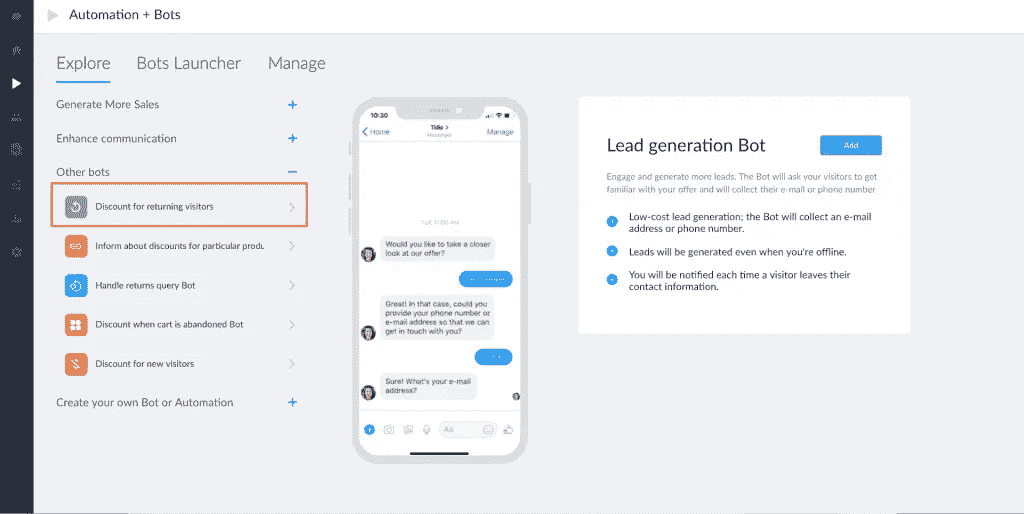 Automation + Bots
Explore
Bots Launcher
Manage
Generate More Sales
Enhance communication
Other bots
Discount for returning visitors
Inform about discounts for particular produ.
Handle returns query Bot
Discount when cart is abandoned Bot
Discount for new visitors
Create your own Bot or Automation
10:30
Home
Tidio
Messenger
Manage
Would you like to take a closer
look at our offer?
Great! In that case, could you
provide your phone number or
e-mail address so that we can
get in touch with you?
Sure! What's your e-mail
address?
Aa
Lead generation Bot
Add
Engage and generate more leads. The Bot will ask your visitors to get
familiar with your offer and will collect their e-mail or phone number
Low-cost lead generation; the Bot will collect an e-mail
address or phone number.
Leads will be generated even when you're offline.
You will be notified each time a visitor leaves their
contact information.